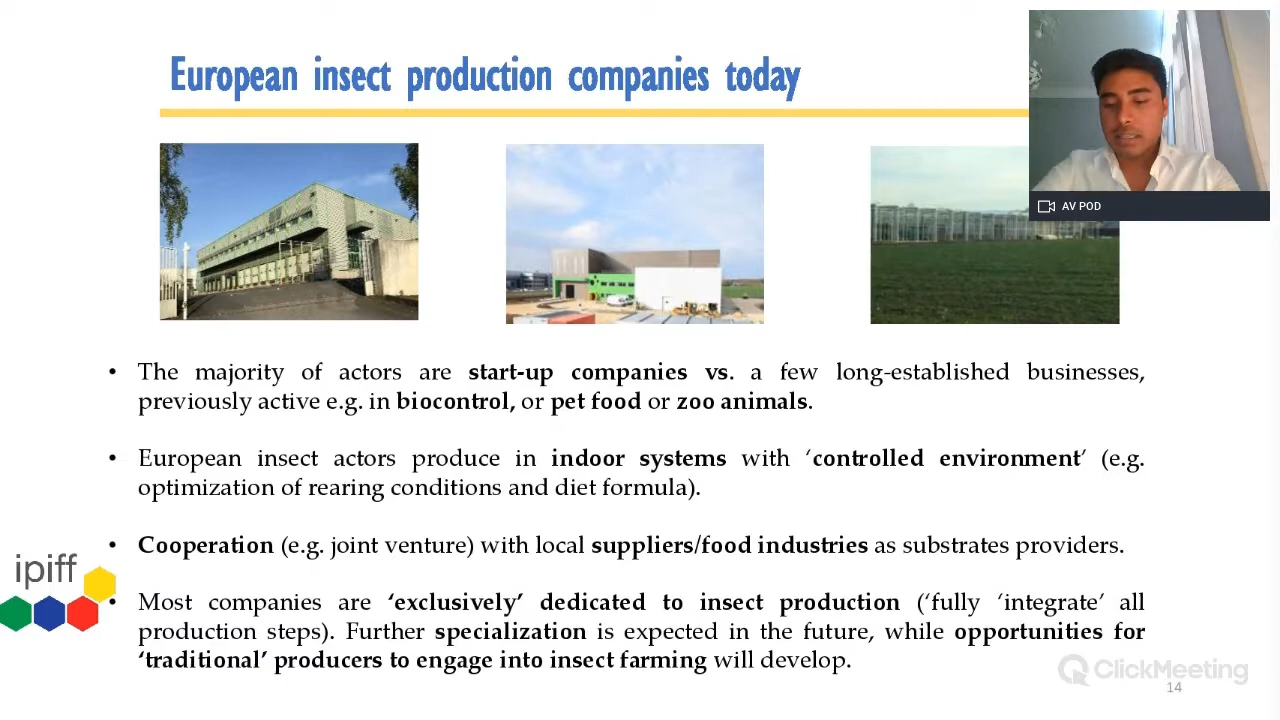 European insect production companies today
AV POD
• The majority of actors are start-up companies vs. a few long-established businesses,
previously active e.g. in biocontrol, or pet food or zoo animals.
• European insect actors produce in indoor systems with ‘controlled environment’ (e.g.
optimization of rearing conditions and diet formula).
• Cooperation (e.g. joint venture) with local suppliers/food industries as substrates providers.
ipiff
• Most companies are ‘exclusively’ dedicated to insect production (‘fully ‘integrate’ all
production steps). Further specialization is expected in the future, while opportunities for
‘traditional’ producers to engage into insect farming will develop.
ClickMeeting
14